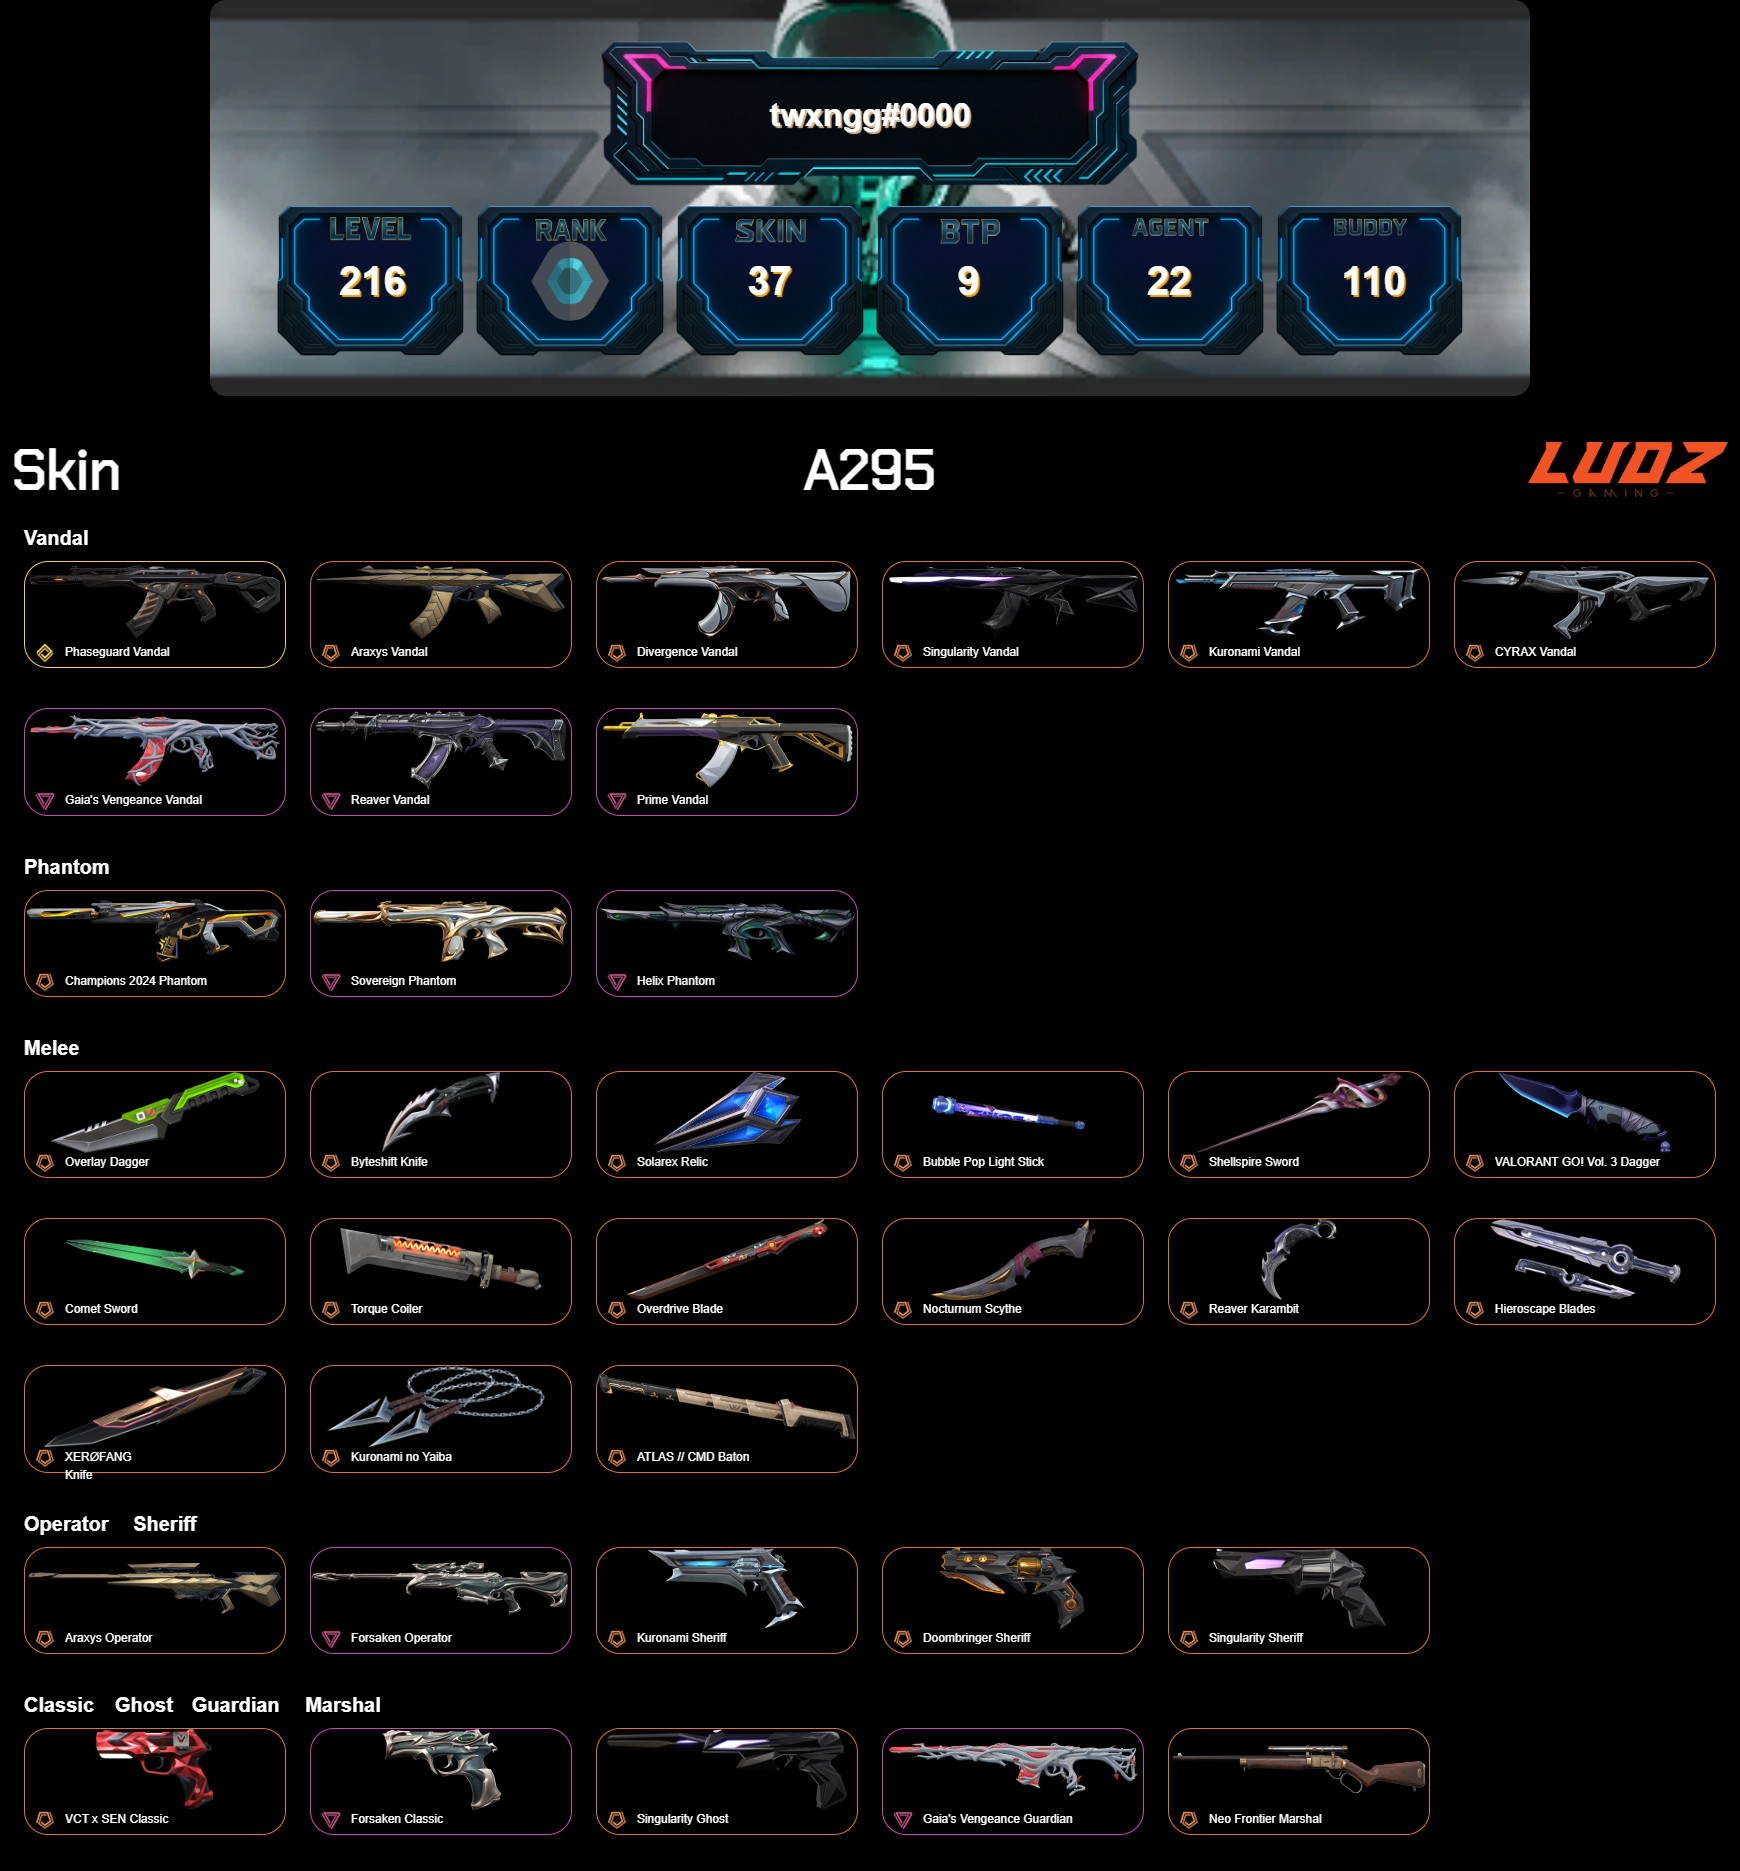 twxngg#0000
LEVEL RANK SKIN BTP AGENT BUDDY
216 37 9 22 110
Skin A295 LUDZ
-GAMING-
Vandal
Phaseguard Vandal Araxys Vandal Divergence Vandal Singularity Vandal Kuronami Vandal CYRAX Vandal
Gaia's Vengeance Vandal Reaver Vandal Prime Vandal
Phantom
Champions 2024 Phantom Sovereign Phantom Helix Phantom
Melee
Overlay Dagger Byteshift Knife Solarex Relic Bubble Pop Light Stick Shellspire Sword VALORANT GO! Vol. 3 Dagger
Comet Sword Torque Coiler Overdrive Blade Nocturnum Scythe Reaver Karambit Hieroscape Blades
XERØFANG Kuronami no Yaiba ATLAS // CMD Baton
Knife
Operator Sheriff
Araxys Operator Forsaken Operator Kuronami Sheriff Doombringer Sheriff Singularity Sheriff
Classic Ghost Guardian Marshal
VCT x SEN Classic Forsaken Classic Singularity Ghost Gaia's Vengeance Guardian Neo Frontier Marshal